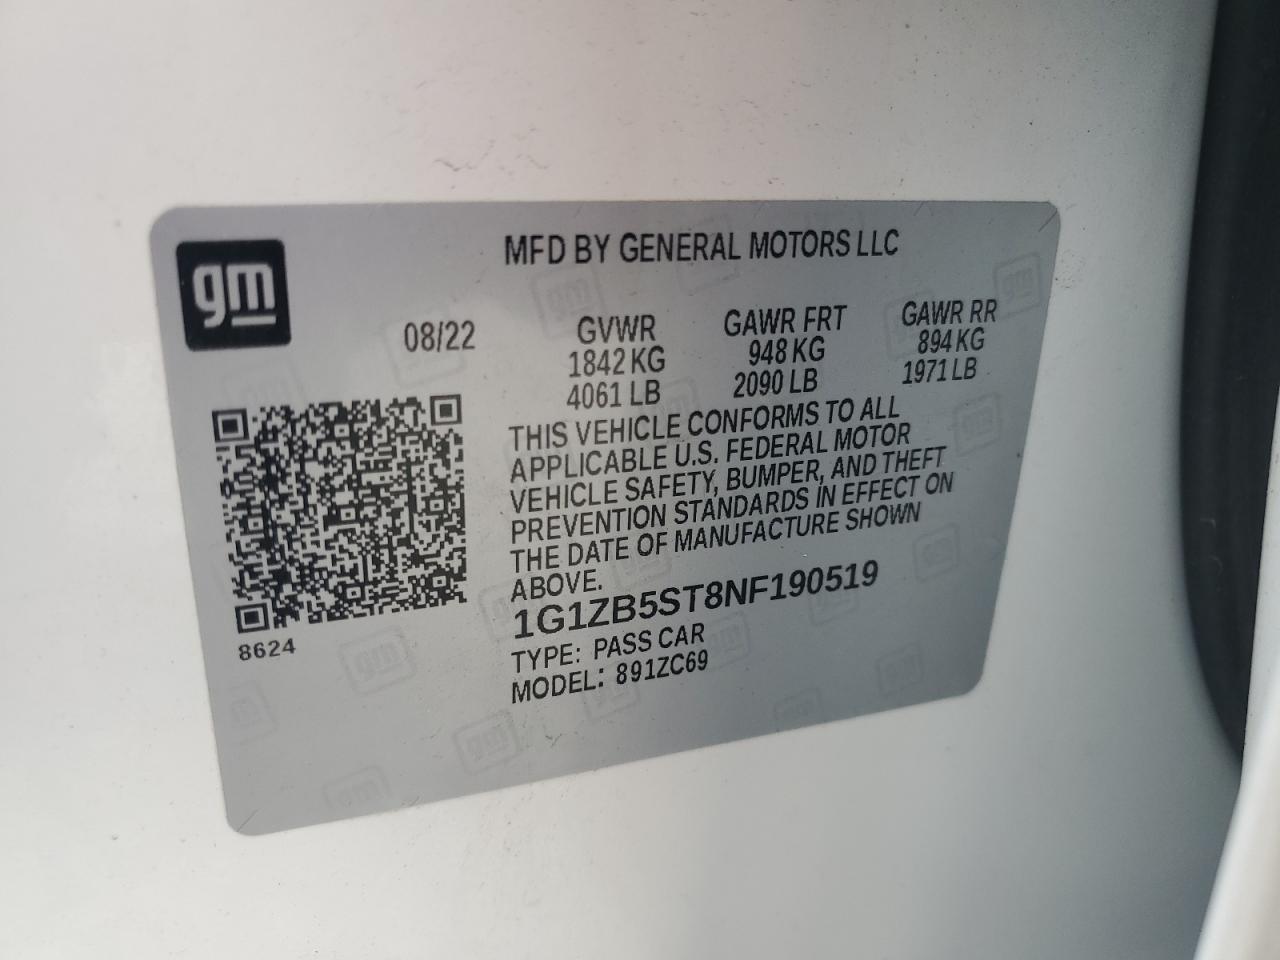 gm
MFD BY GENERAL MOTORS LLC
08/22
GVWR
1842 KG
4061 LB
GAWR FRT
948 KG
2090 LB
GAWR RR
894 KG
1971 LB
THIS VEHICLE CONFORMS TO ALL
APPLICABLE U.S. FEDERAL MOTOR
VEHICLE SAFETY, BUMPER, AND THEFT
PREVENTION STANDARDS IN EFFECT ON
THE DATE OF MANUFACTURE SHOWN
ABOVE.
1G1ZB5ST8NF190519
TYPE: PASS CAR
MODEL: 891ZC69
8624